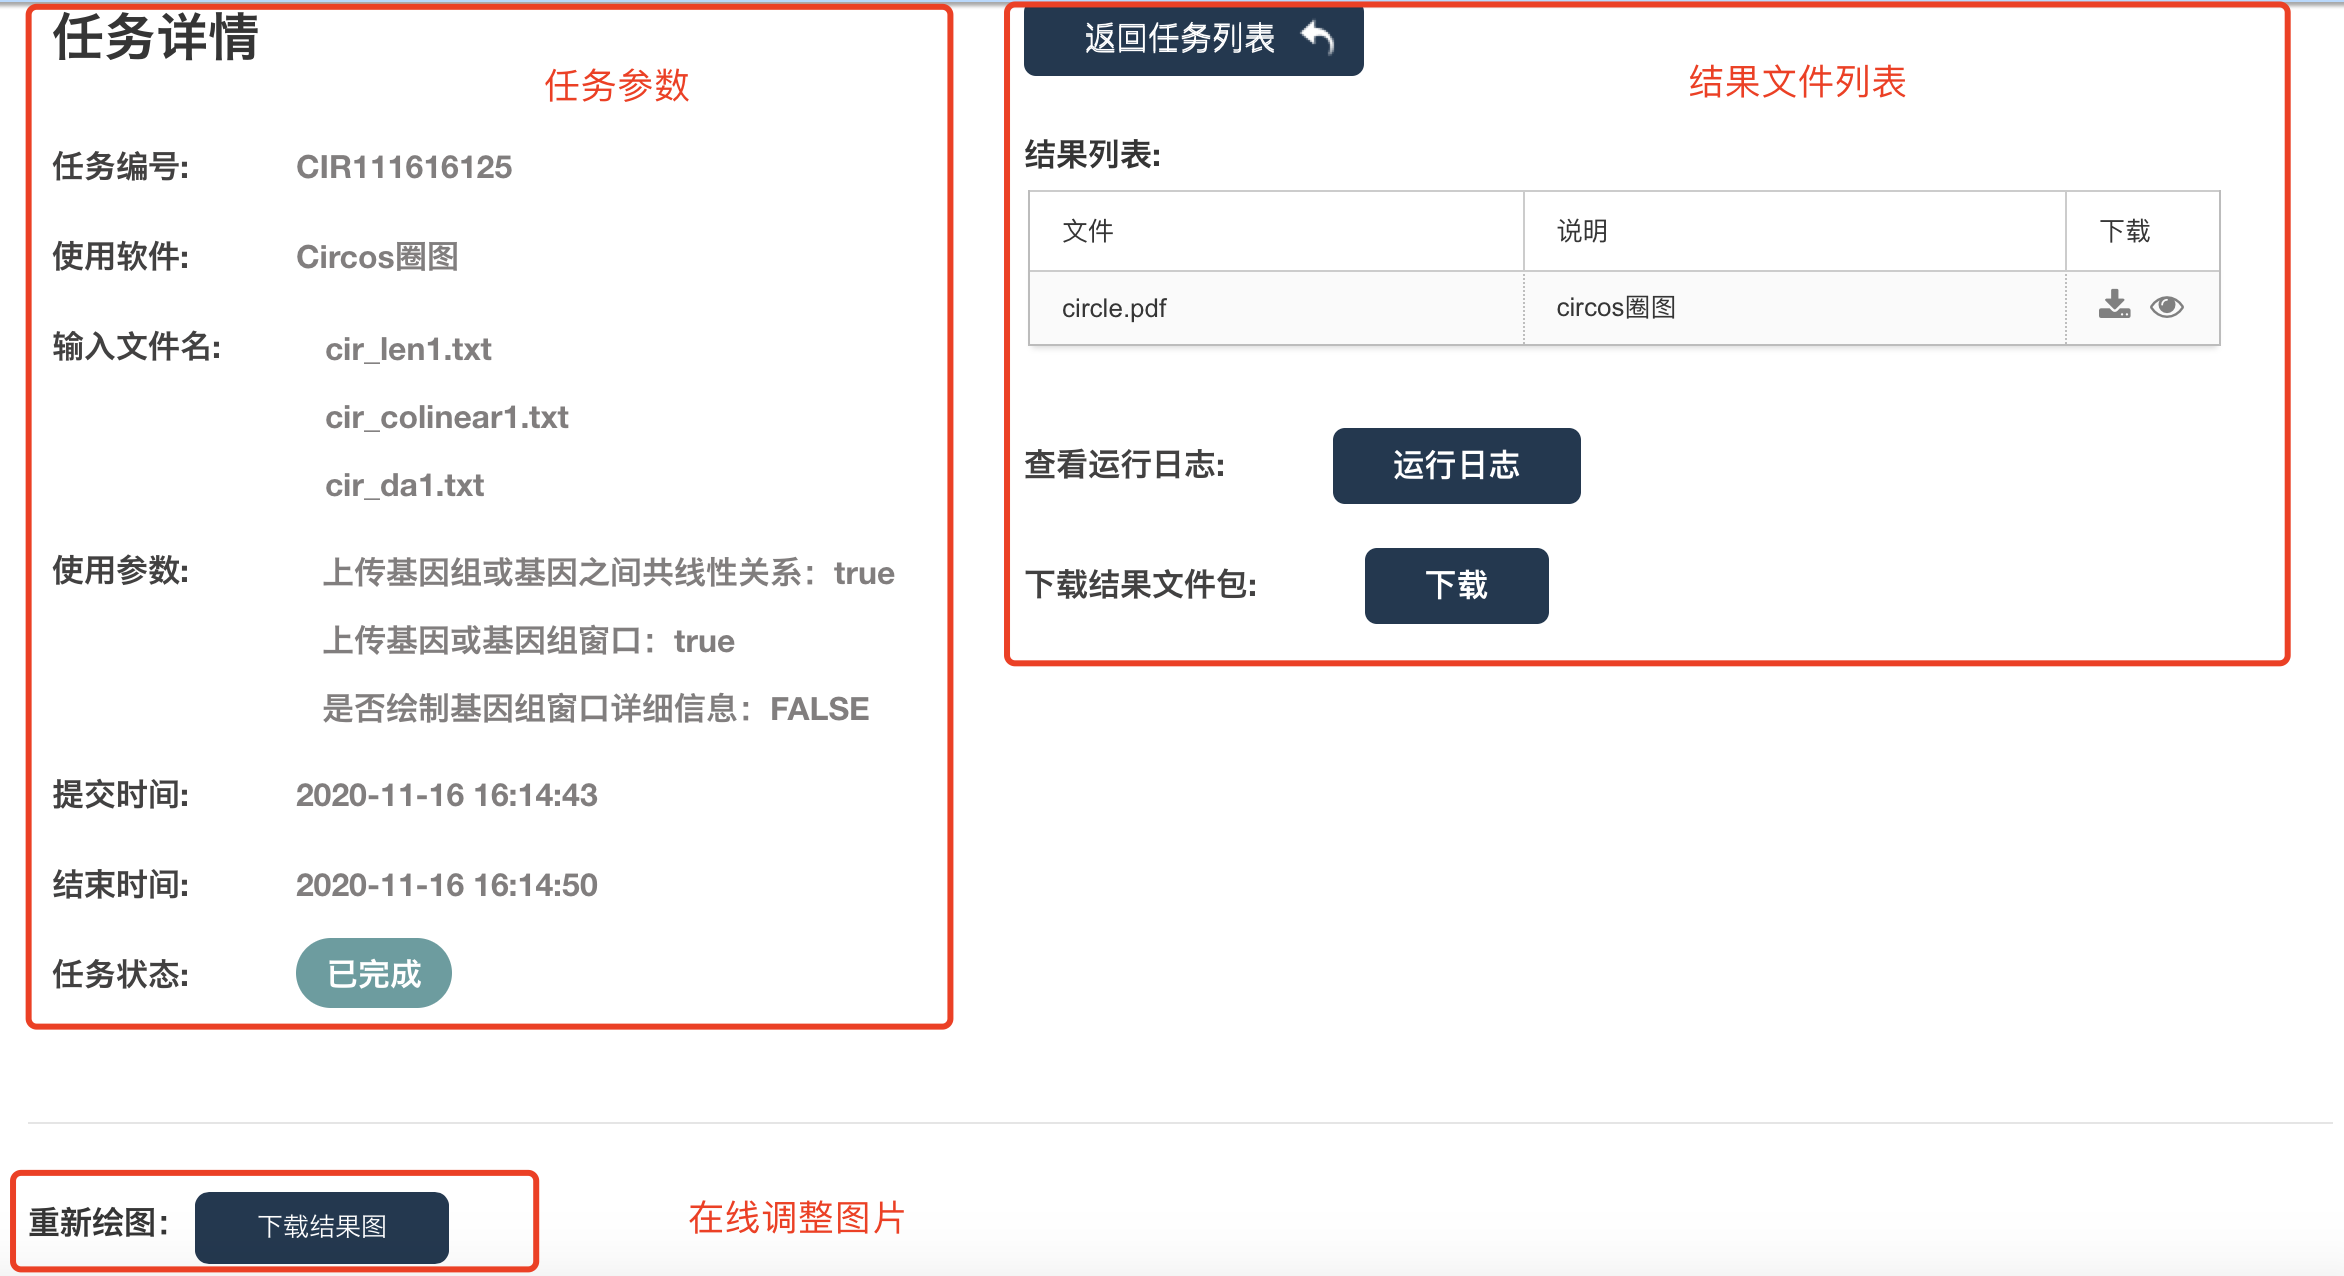 任务详情
任务参数
任务编号: CIR111616125
使用软件: Circos圈图
输入文件名: cir_len1.txt
cir_colinear1.txt
cir_da1.txt
使用参数: 上传基因组或基因之间共线性关系：true
上传基因或基因组窗口：true
是否绘制基因组窗口详细信息：FALSE
提交时间: 2020-11-16 16:14:43
结束时间: 2020-11-16 16:14:50
任务状态: 已完成
返回任务列表
结果文件列表
结果列表:
文件 说明 下载
circle.pdf circos圈图
查看运行日志: 运行日志
下载结果文件包: 下载
重新绘图： 下载结果图
在线调整图片